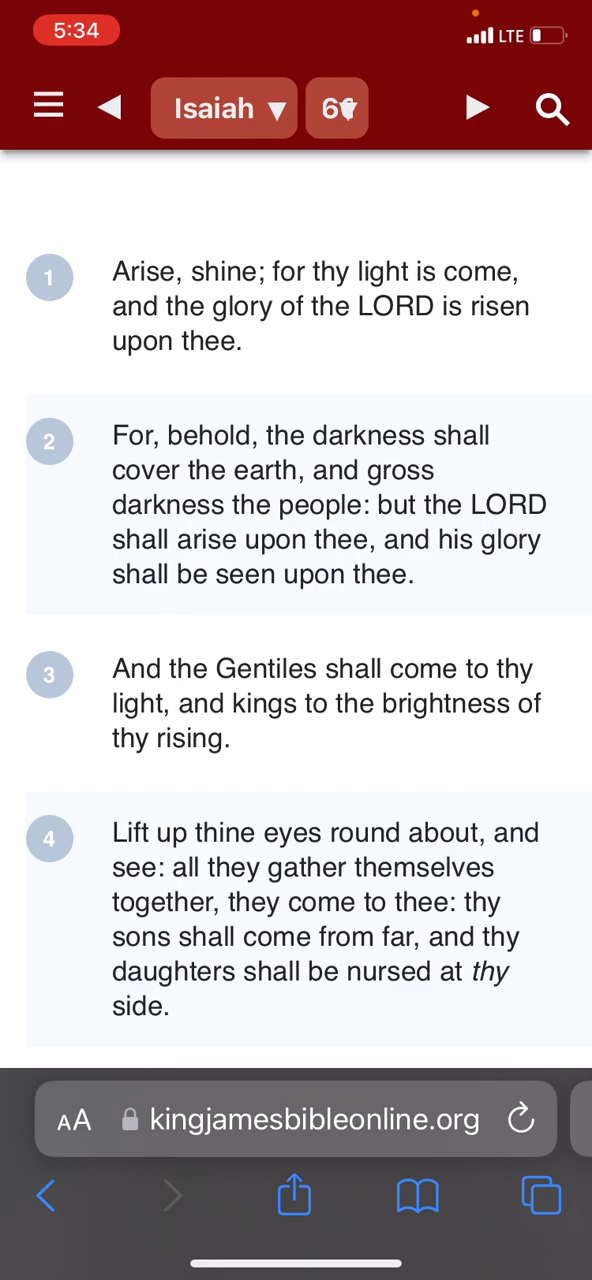 5:34
LTE
Isaiah
1
Arise, shine; for thy light is come,
and the glory of the LORD is risen
upon thee.
2
For, behold, the darkness shall
cover the earth, and gross
darkness the people: but the LORD
shall arise upon thee, and his glory
shall be seen upon thee.
3
And the Gentiles shall come to thy
light, and kings to the brightness of
thy rising.
4
Lift up thine eyes round about, and
see: all they gather themselves
together, they come to thee: thy
sons shall come from far, and thy
daughters shall be nursed at thy
side.
AA kingjamesbibleonline.org